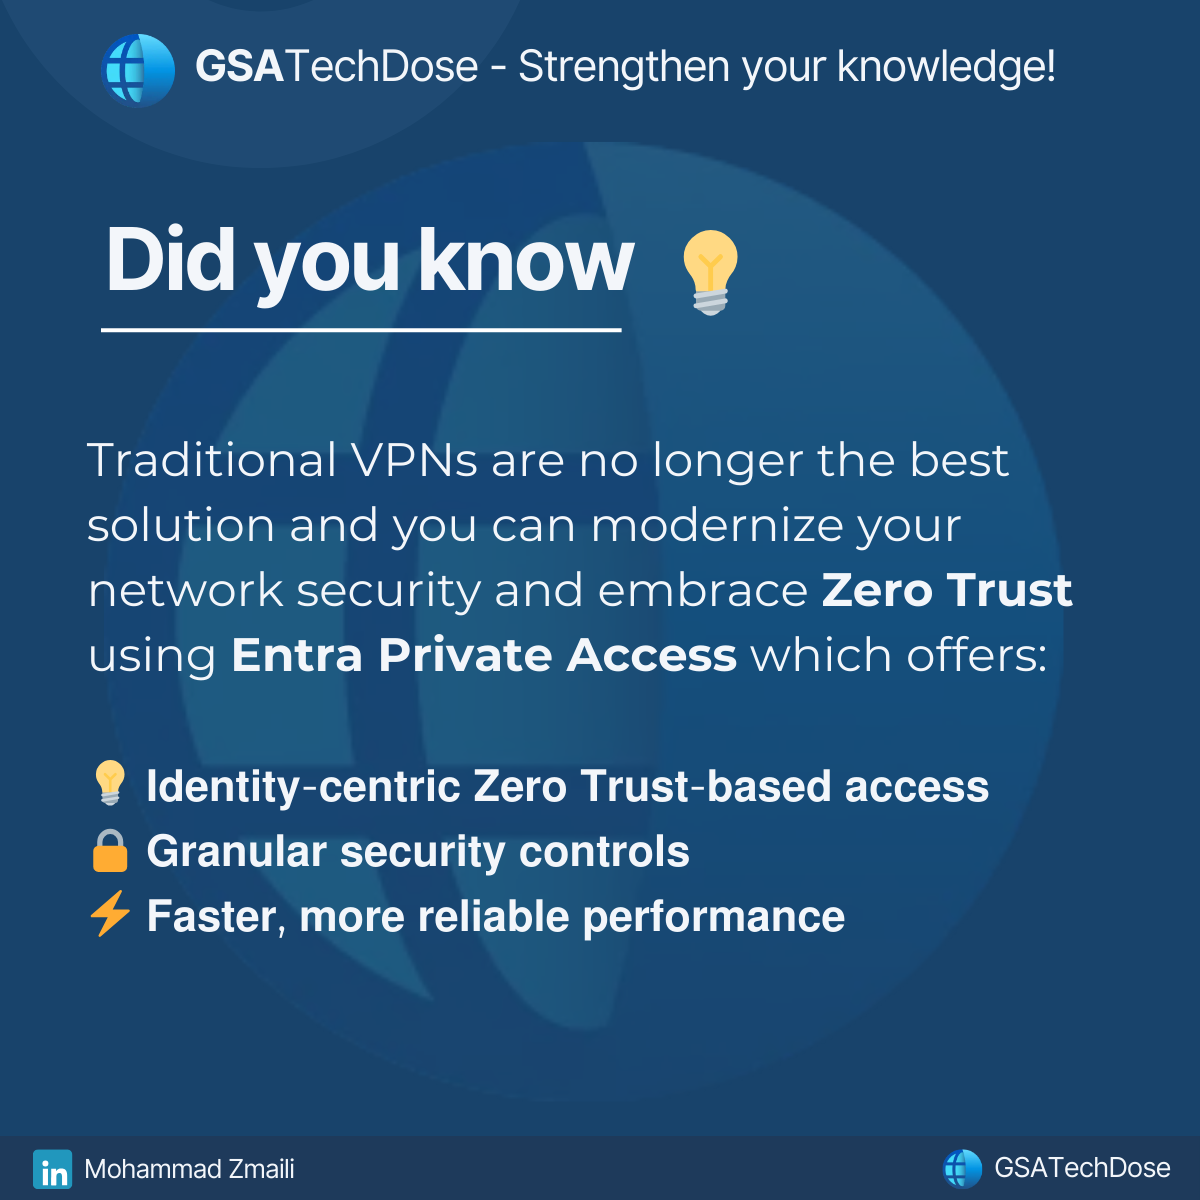 GSATechDose - Strengthen your knowledge!
Did you know
Traditional VPNs are no longer the best
solution and you can modernize your
network security and embrace Zero Trust
using Entra Private Access which offers:
Identity-centric Zero Trust-based access
Granular security controls
Faster, more reliable performance
in Mohammad Zmaili
GSATechDose